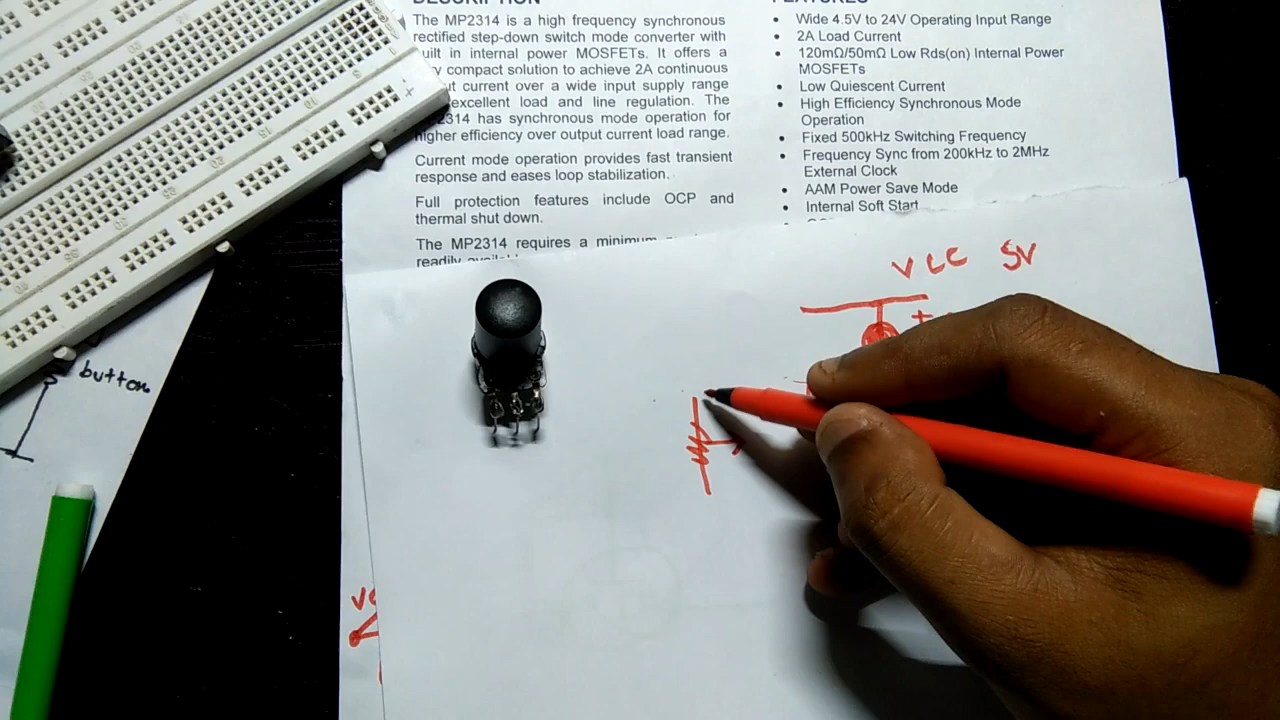 DESCRIPTION
The MP2314 is a high frequency synchronous
rectified step-down switch mode converter with
built in internal power MOSFETs. It offers a
compact solution to achieve 2A continuous
current over a wide input supply range
excellent load and line regulation. The
2314 has synchronous mode operation for
higher efficiency over output current load range.
Current mode operation provides fast transient
response and eases loop stabilization.
Full protection features include OCP and
thermal shut down.
The MP2314 requires a minimum
readily
FEATURES
• Wide 4.5V to 24V Operating Input Range
• 2A Load Current
• 120mΩ/50mΩ Low Rds(on) Internal Power
MOSFETs
• Low Quiescent Current
• High Efficiency Synchronous Mode
Operation
• Fixed 500kHz Switching Frequency
• Frequency Sync from 200kHz to 2MHz
External Clock
• AAM Power Save Mode
• Internal Soft Start
VCC 5V
+
button